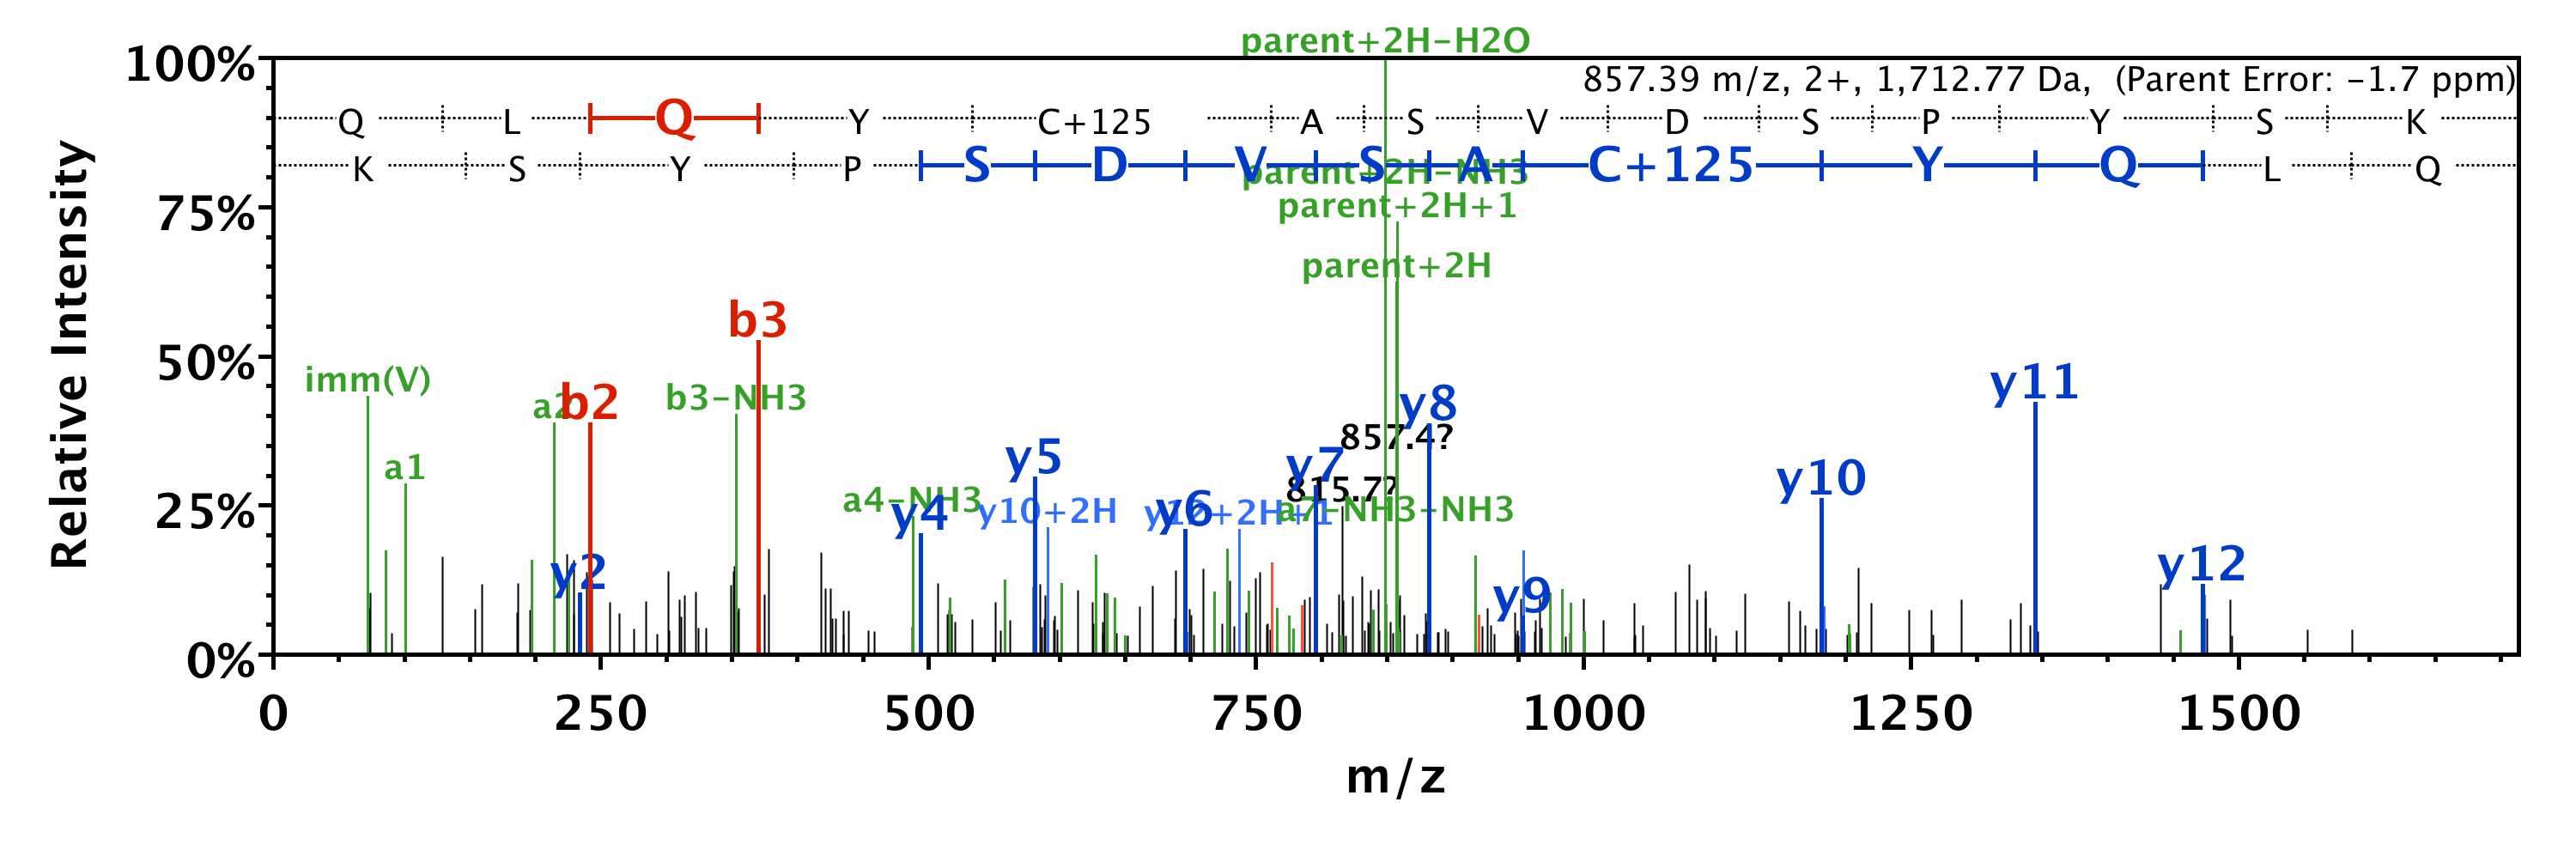 parent+2H-H2O
100%
857.39 m/z, 2+, 1,712.77 Da, (Parent Error: -1.7 ppm)
Q L Q Y C+125 A S V D S P Y S K
K S Y P S D V S A C+125 Y Q L Q
parent+2H-NH3
75%
parent+2H+1
parent+2H
b3
50%
imm(V)
b3-NH3
a2
b2
y8
y11
857.4?
y5
y7
a1
y10
815.7?
25%
a4-NH3
y4
y10+2H
y12+2H+1
y6
a7-NH3-NH3
y2
y9
y12
0%
0 250 500 750 1000 1250 1500
m/z
Relative Intensity